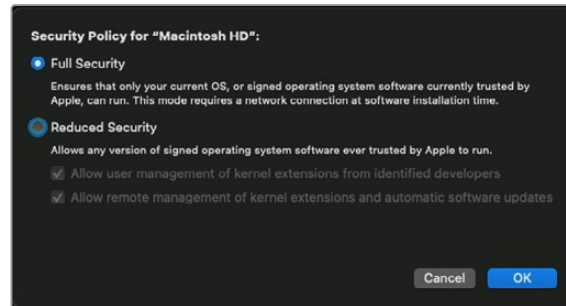 Security Policy for “Macintosh HD”:
Full Security
Ensures that only your current OS, or signed operating system software currently trusted by
Apple, can run. This mode requires a network connection at software installation time.
Reduced Security
Allows any version of signed operating system software ever trusted by Apple to run.
Allow user management of kernel extensions from identified developers
Allow remote management of kernel extensions and automatic software updates
Cancel OK